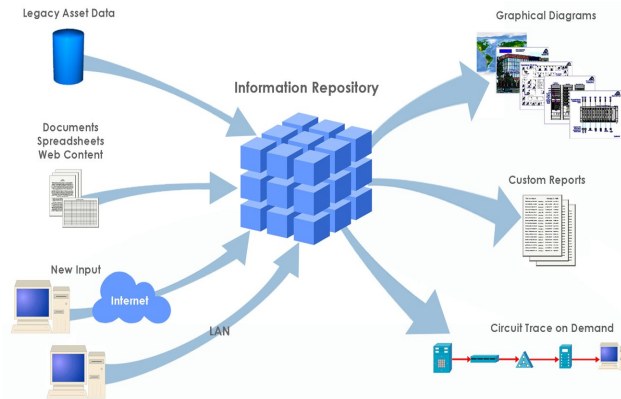 Legacy Asset Data
Graphical Diagrams
Information Repository
Documents
Spreadsheets
Web Content
Custom Reports
New Input
Internet
LAN
Circuit Trace on Demand